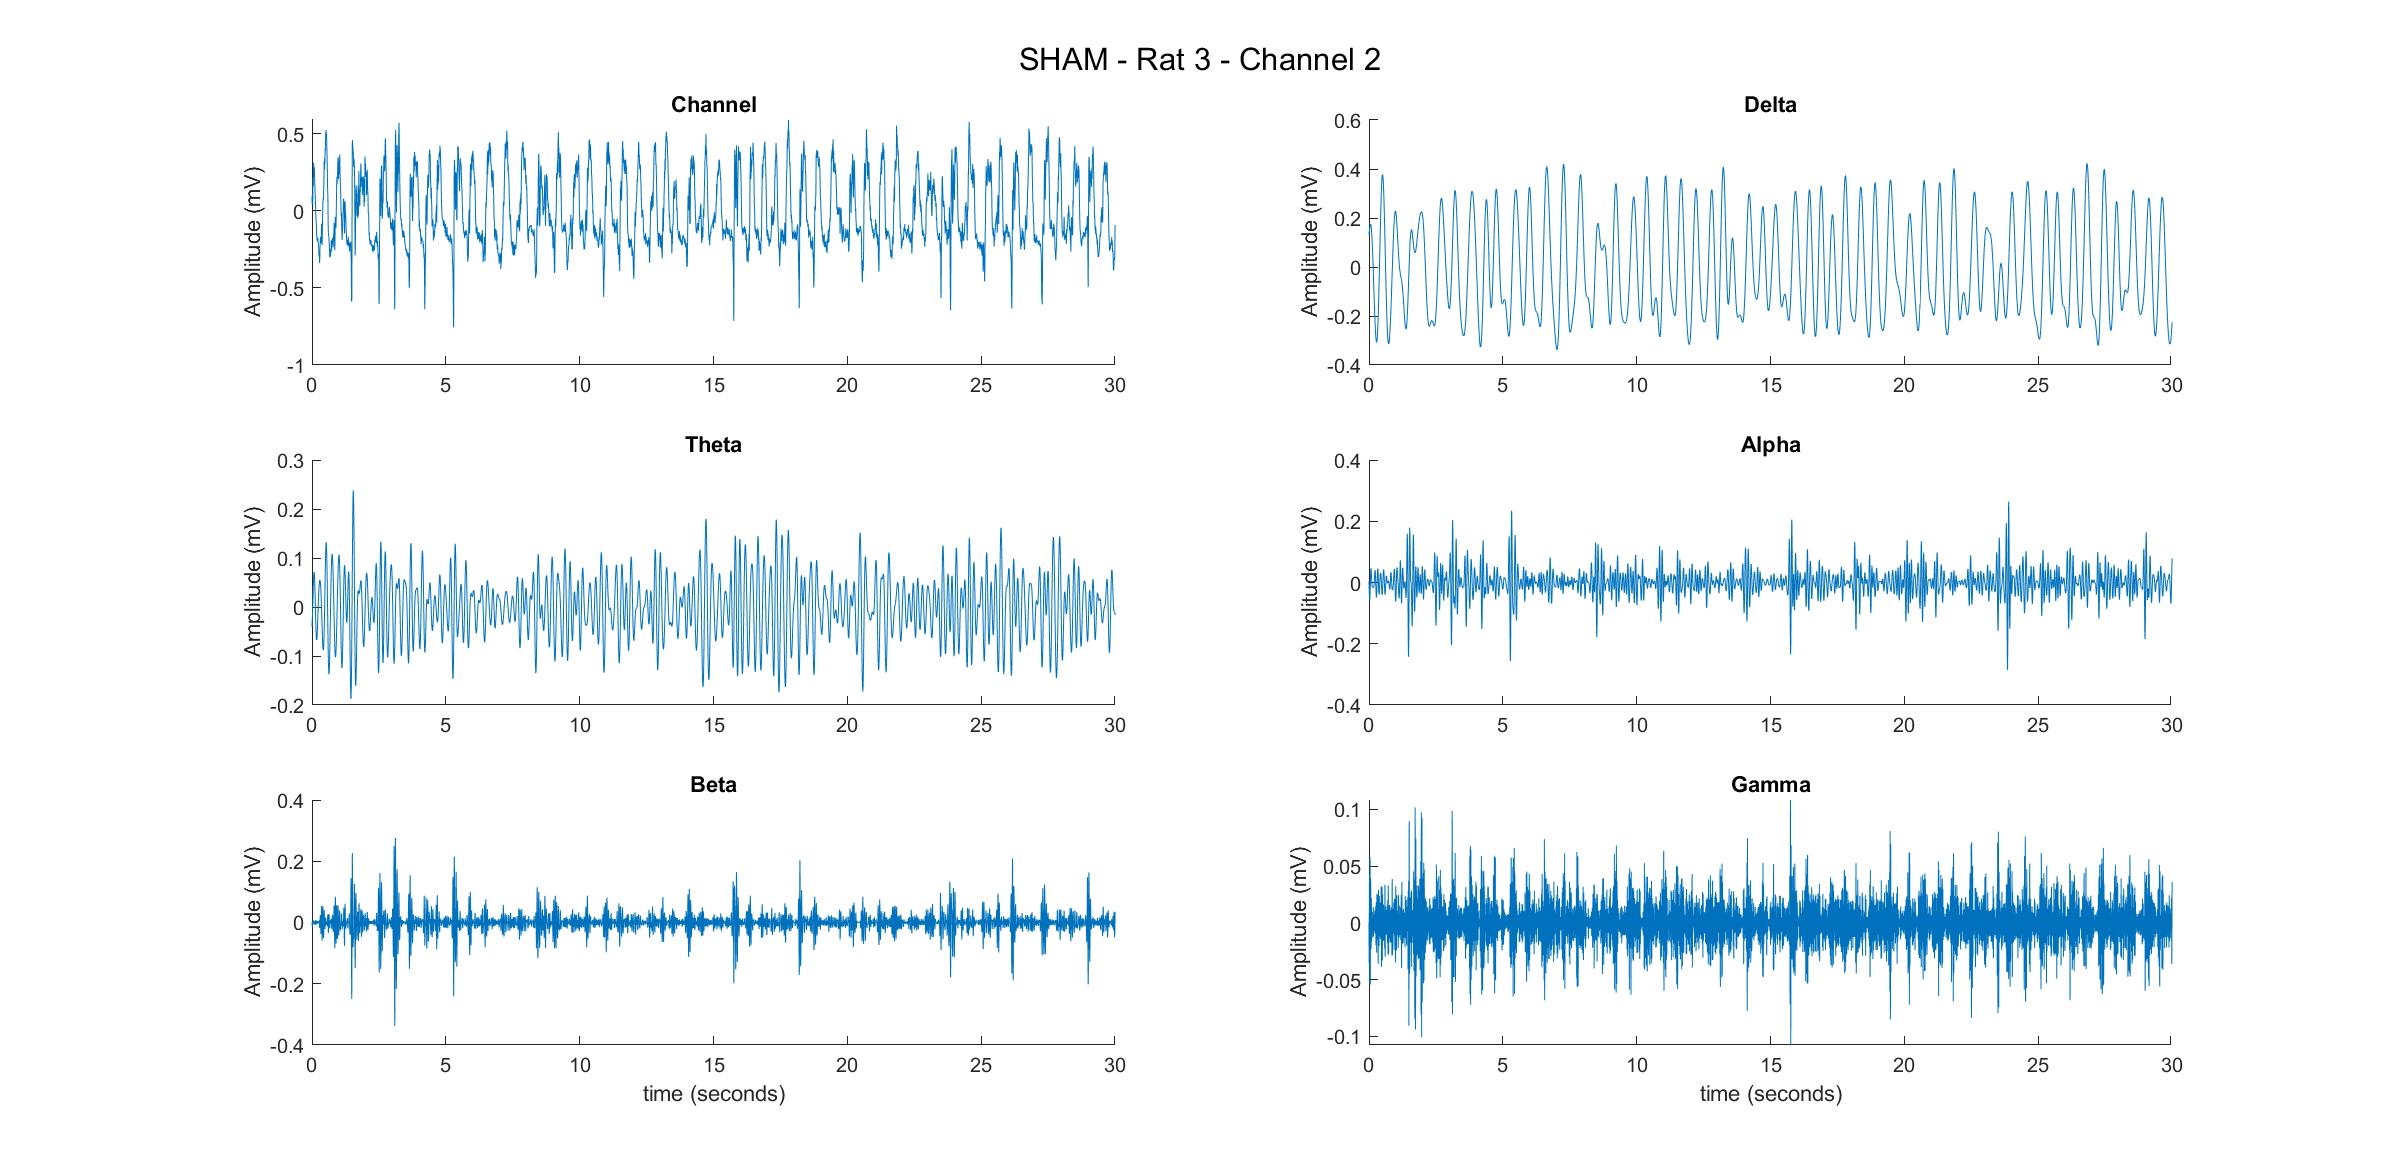 SHAM - Rat 3 - Channel 2
Channel
Amplitude (mV)
0.5
0
-0.5
-1
0 5 10 15 20 25 30
Delta
Amplitude (mV)
0.6
0.4
0.2
0
-0.2
-0.4
0 5 10 15 20 25 30
Theta
Amplitude (mV)
0.3
0.2
0.1
0
-0.1
-0.2
0 5 10 15 20 25 30
Alpha
Amplitude (mV)
0.4
0.2
0
-0.2
-0.4
0 5 10 15 20 25 30
Beta
Amplitude (mV)
0.4
0.2
0
-0.2
-0.4
0 5 10 15 20 25 30
time (seconds)
Gamma
Amplitude (mV)
0.1
0.05
0
-0.05
-0.1
0 5 10 15 20 25 30
time (seconds)